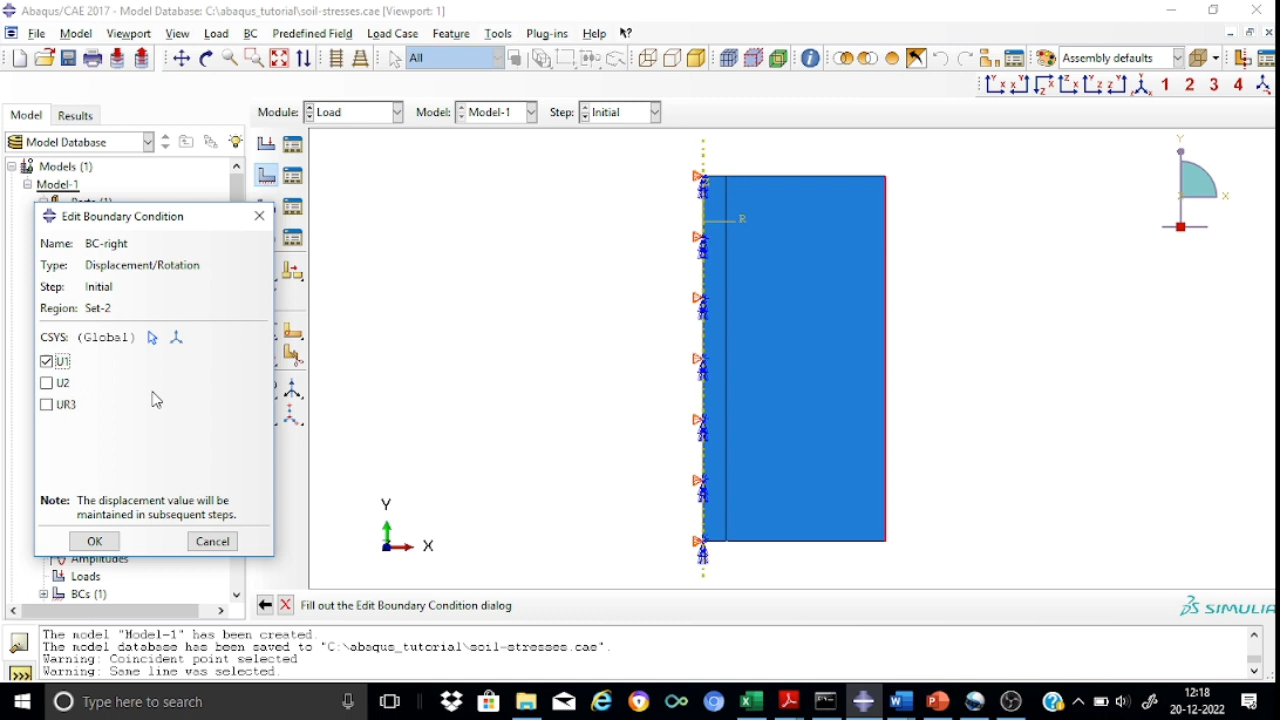 Abaqus/CAE 2017 - Model Database: C:\abaqus_tutorial\soil-stresses.cae [Viewport: 1]
File Model Viewport View Load BC Predefined Field Load Case Feature Tools Plug-ins Help
All Assembly defaults
1 2 3 4
Model Results Module: Load Model: Model-1 Step: Initial
Model Database
Models (1)
Model-1
Edit Boundary Condition
Name: BC-right
Type: Displacement/Rotation
Step: Initial
Region: Set-2
CSYS: (Global)
U1
U2
UR3
Note: The displacement value will be
maintained in subsequent steps.
OK Cancel
Amplitudes
Loads
BCs (1)
R
Y
X
Y
X
Fill out the Edit Boundary Condition dialog
SIMULIA
The model "Model-1" has been created.
The model database has been saved to "C:\abaqus_tutorial\soil-stresses.cae".
Warning: Coincident point selected
Warning: Same line was selected.
Type here to search
12:18
20-12-2022